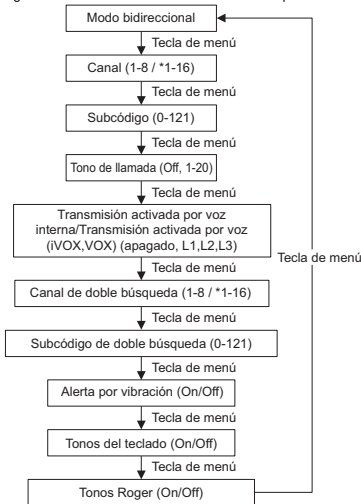 Modo bidireccional
Tecla de menú
Canal (1-8 / *1-16)
Tecla de menú
Subcódigo (0-121)
Tecla de menú
Tono de llamada (Off, 1-20)
Tecla de menú
Transmisión activada por voz
interna/Transmisión activada por voz
(iVOX,VOX) (apagado, L1,L2,L3)
Tecla de menú
Tecla de menú
Canal de doble búsqueda (1-8 / *1-16)
Tecla de menú
Subcódigo de doble búsqueda (0-121)
Tecla de menú
Alerta por vibración (On/Off)
Tecla de menú
Tonos del teclado (On/Off)
Tecla de menú
Tonos Roger (On/Off)